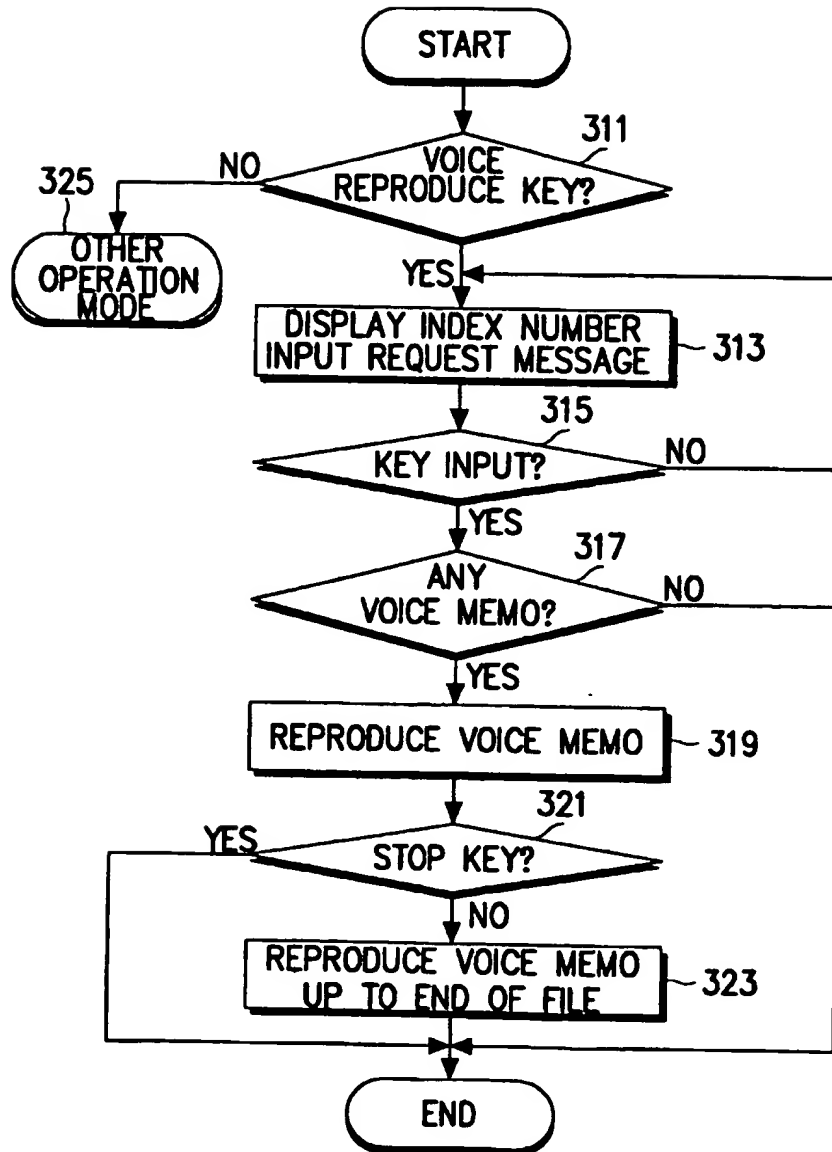 START
311
VOICE
REPRODUCE KEY?
NO
325
OTHER
OPERATION
MODE
YES
DISPLAY INDEX NUMBER
INPUT REQUEST MESSAGE
313
315
KEY INPUT?
NO
YES
317
ANY
VOICE MEMO?
NO
YES
REPRODUCE VOICE MEMO
319
321
YES
STOP KEY?
NO
REPRODUCE VOICE MEMO
UP TO END OF FILE
323
END